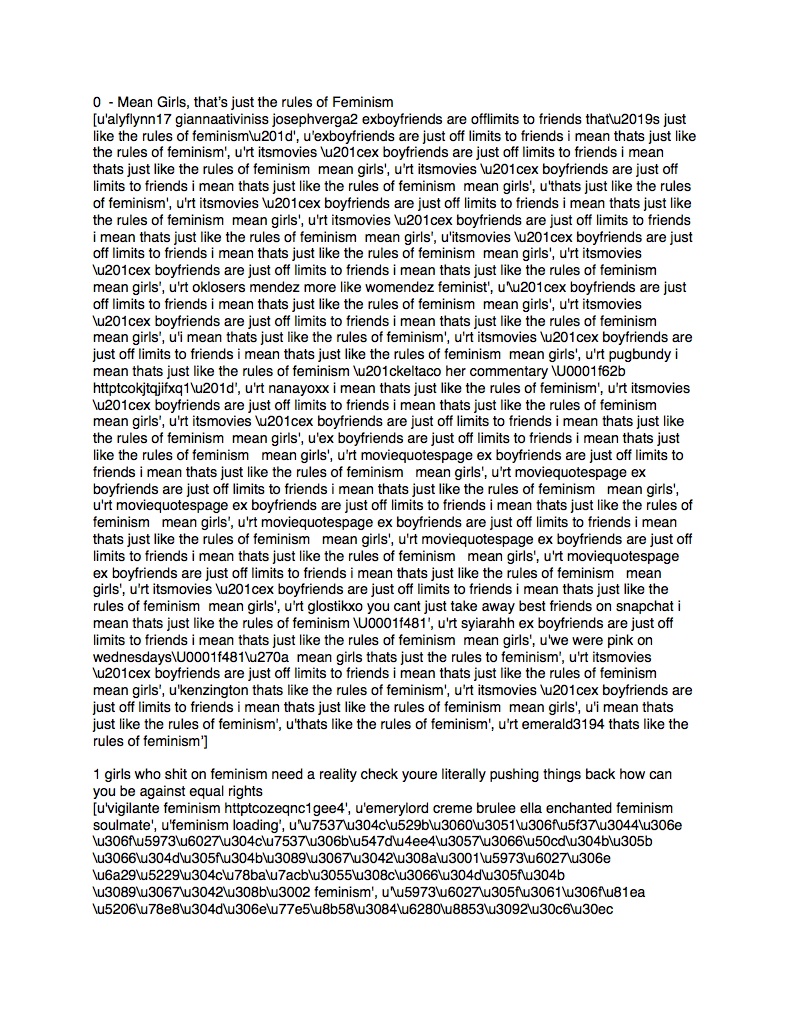 0  - Mean Girls, that's just the rules of Feminism
[u'alyflynn17 giannaativiniss josephverga2 exboyfriends are offlimits to friends that\u2019s just
like the rules of feminism\u201d', u'exboyfriends are just off limits to friends i mean thats just like
the rules of feminism', u'rt itsmovies \u201cex boyfriends are just off limits to friends i mean
thats just like the rules of feminism  mean girls', u'rt itsmovies \u201cex boyfriends are just off
limits to friends i mean thats just like the rules of feminism  mean girls', u'thats just like the rules
of feminism', u'rt itsmovies \u201cex boyfriends are just off limits to friends i mean thats just like
the rules of feminism  mean girls', u'rt itsmovies \u201cex boyfriends are just off limits to friends
i mean thats just like the rules of feminism  mean girls', u'itsmovies \u201cex boyfriends are just
off limits to friends i mean thats just like the rules of feminism  mean girls', u'rt itsmovies
\u201cex boyfriends are just off limits to friends i mean thats just like the rules of feminism
mean girls', u'rt oklosers mendez more like womendez feminist', u'\u201cex boyfriends are just
off limits to friends i mean thats just like the rules of feminism  mean girls', u'rt itsmovies
\u201cex boyfriends are just off limits to friends i mean thats just like the rules of feminism
mean girls', u'i mean thats just like the rules of feminism', u'rt itsmovies \u201cex boyfriends are
just off limits to friends i mean thats just like the rules of feminism  mean girls', u'rt pugbundy i
mean thats just like the rules of feminism \u201ckeltaco her commentary \U0001f62b
httptcokjtqjifxq1\u201d', u'rt nanayoxx i mean thats just like the rules of feminism', u'rt itsmovies
\u201cex boyfriends are just off limits to friends i mean thats just like the rules of feminism
mean girls', u'rt itsmovies \u201cex boyfriends are just off limits to friends i mean thats just like
the rules of feminism  mean girls', u'ex boyfriends are just off limits to friends i mean thats just
like the rules of feminism   mean girls', u'rt moviequotespage ex boyfriends are just off limits to
friends i mean thats just like the rules of feminism   mean girls', u'rt moviequotespage ex
boyfriends are just off limits to friends i mean thats just like the rules of feminism   mean girls',
u'rt moviequotespage ex boyfriends are just off limits to friends i mean thats just like the rules of
feminism   mean girls', u'rt moviequotespage ex boyfriends are just off limits to friends i mean
thats just like the rules of feminism   mean girls', u'rt moviequotespage ex boyfriends are just off
limits to friends i mean thats just like the rules of feminism   mean girls', u'rt moviequotespage
ex boyfriends are just off limits to friends i mean thats just like the rules of feminism   mean
girls', u'rt itsmovies \u201cex boyfriends are just off limits to friends i mean thats just like the
rules of feminism  mean girls', u'rt glostikxo you cant just take away best friends on snapchat i
mean thats just like the rules of feminism \U0001f481', u'rt syiarahh ex boyfriends are just off
limits to friends i mean thats just like the rules of feminism  mean girls', u'we were pink on
wednesdays\U0001f481\u270a  mean girls thats just the rules to feminism', u'rt itsmovies
\u201cex boyfriends are just off limits to friends i mean thats just like the rules of feminism
mean girls', u'kenzington thats like the rules of feminism', u'rt itsmovies \u201cex boyfriends are
just off limits to friends i mean thats just like the rules of feminism  mean girls', u'i mean thats
just like the rules of feminism', u'thats like the rules of feminism', u'rt emerald3194 thats like the
rules of feminism']

1 girls who shit on feminism need a reality check youre literally pushing things back how can
you be against equal rights
[u'vigilante feminism httptcozeqnc1gee4', u'emerylord creme brulee ella enchanted feminism
soulmate', u'feminism loading', u'\u7537\u304c\u529b\u3060\u3051\u306f\u5f37\u3044\u306e
\u306f\u5973\u6027\u304c\u7537\u306b\u547d\u4ee4\u3057\u3066\u50cd\u304b\u305b
\u3066\u304d\u305f\u304b\u3089\u3067\u3042\u308a\u3001\u5973\u6027\u306e
\u6a29\u5229\u304c\u78ba\u7acb\u3055\u308c\u3066\u304d\u305f\u304b
\u3089\u3067\u3042\u308b\u3002 feminism', u'\u5973\u6027\u305f\u3061\u306f\u81ea
\u5206\u78e8\u304d\u306e\u77e5\u8b58\u3084\u6280\u8853\u3092\u30c6\u30ec